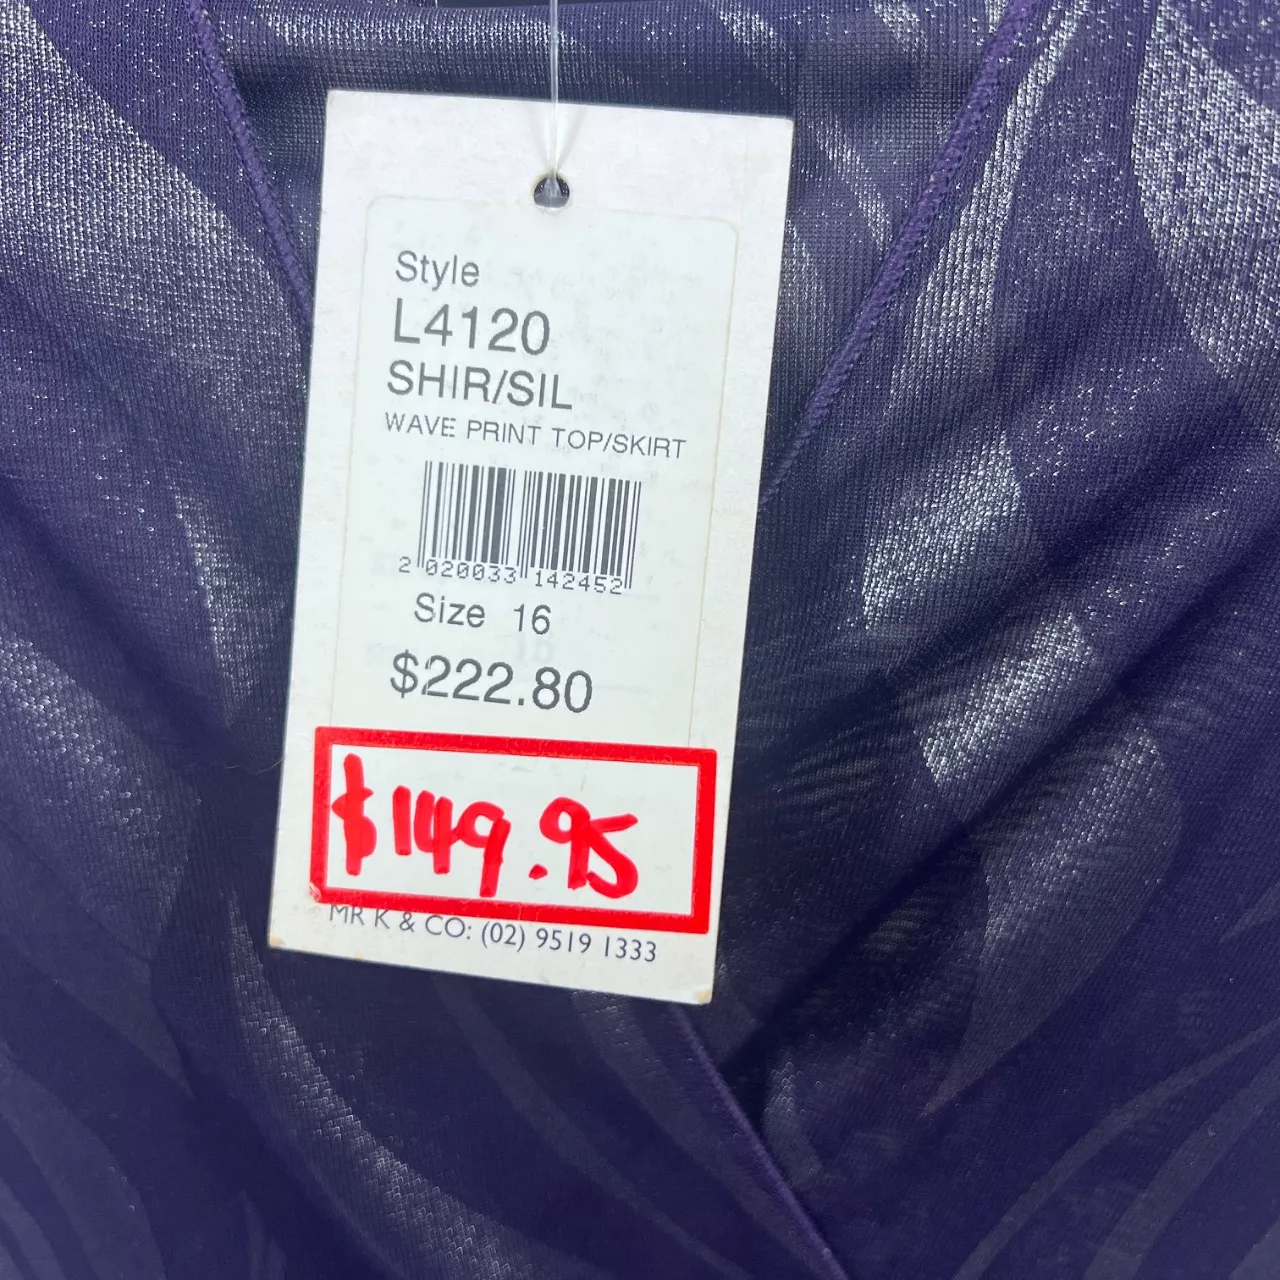 Style
L4120
SHIR/SIL
WAVE PRINT TOP/SKIRT
2 020033 142452
Size 16
$222.80
$149.95
MR K & CO: (02) 9519 1333